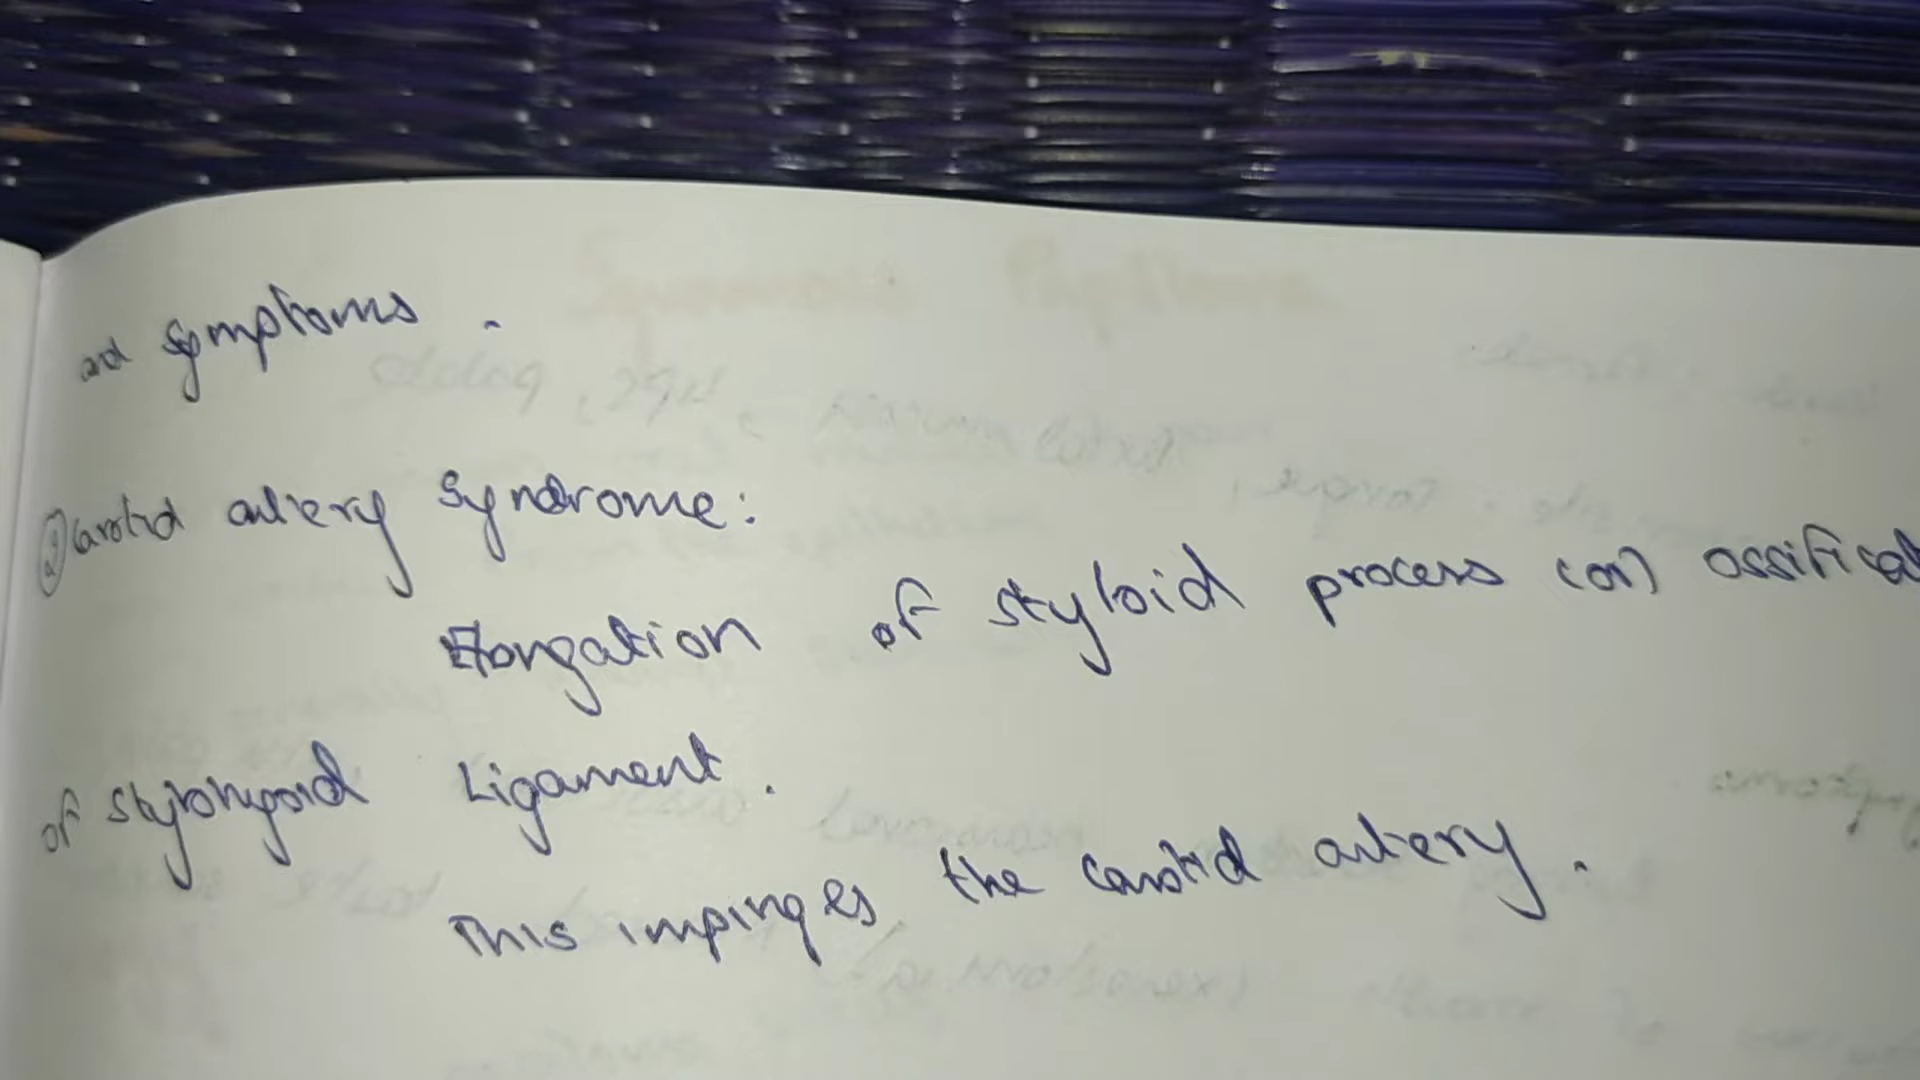 and symptoms.
② Carotid artery syndrome:
Elongation of styloid process (or) ossificat
of stylohyoid Ligament.
This impinges the carotid artery.